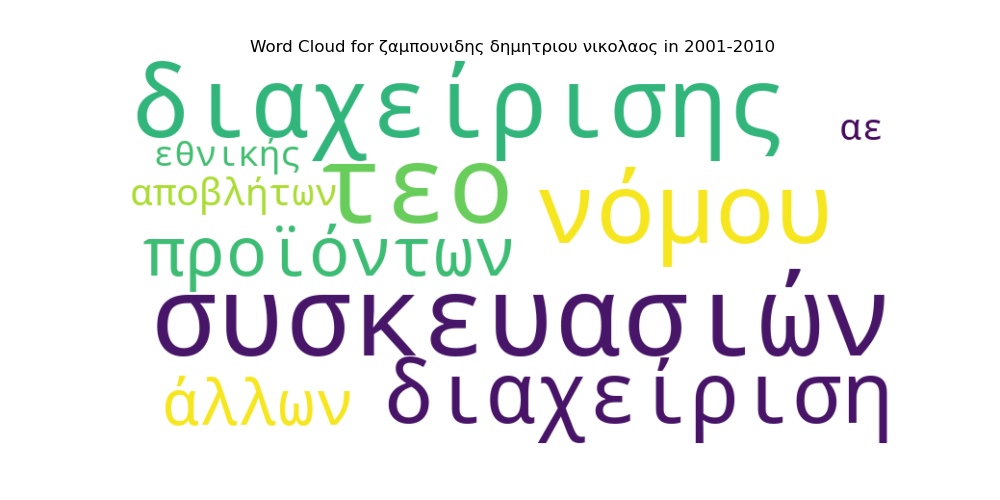 Word Cloud for ζαμπουνιδης δημητριου νικολαος in 2001-2010
διαχείρισης
αε
εθνικής
τεο
αποβλήτων
νόμου
προϊόντων
συσκευασιών
άλλων
διαχείριση